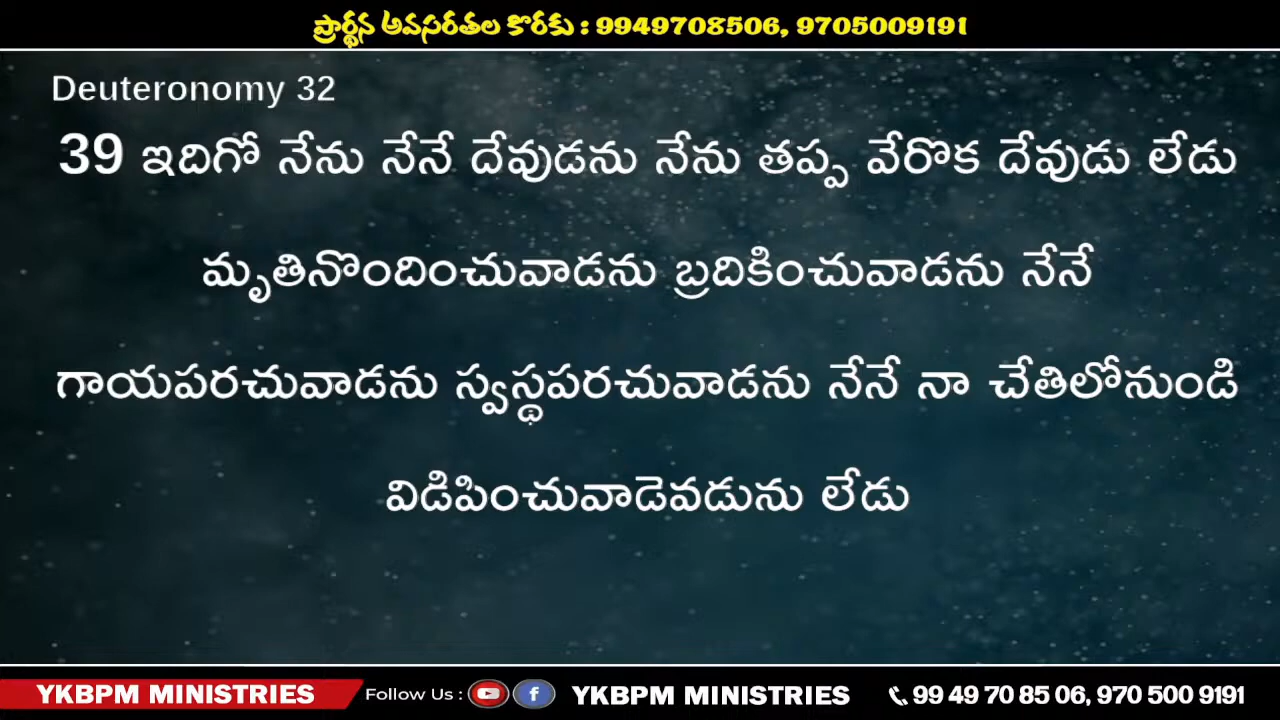 ప్రార్థన అవసరతల కొరకు : 9949708506, 9705009191
Deuteronomy 32
39 ఇదిగో నేను నేనే దేవుడను నేను తప్ప వేరొక దేవుడు లేడు
మృతినొందించువాడను బ్రదికించువాడను నేనే
గాయపరచువాడను స్వస్థపరచువాడను నేనే నా చేతిలోనుండి
విడిపించువాడెవడును లేడు
YKBPM MINISTRIES Follow Us : YKBPM MINISTRIES 99 49 70 85 06, 970 500 9191